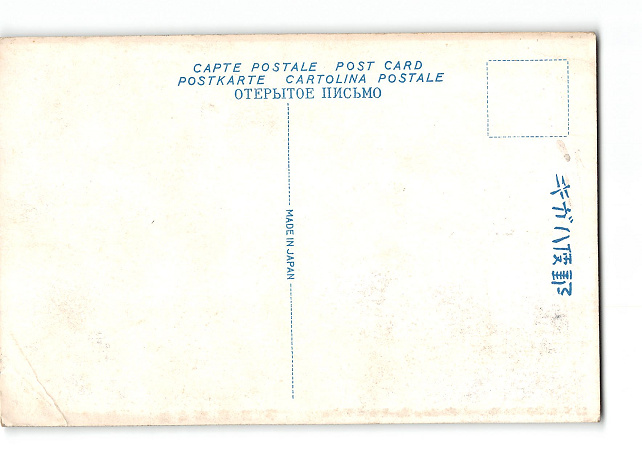 CAPTE POSTALE POST CARD
POSTKARTE CARTOLINA POSTALE
ОТЕРЫТОЕ ПИСЬМО
MADE IN JAPAN
郵便ハガキ